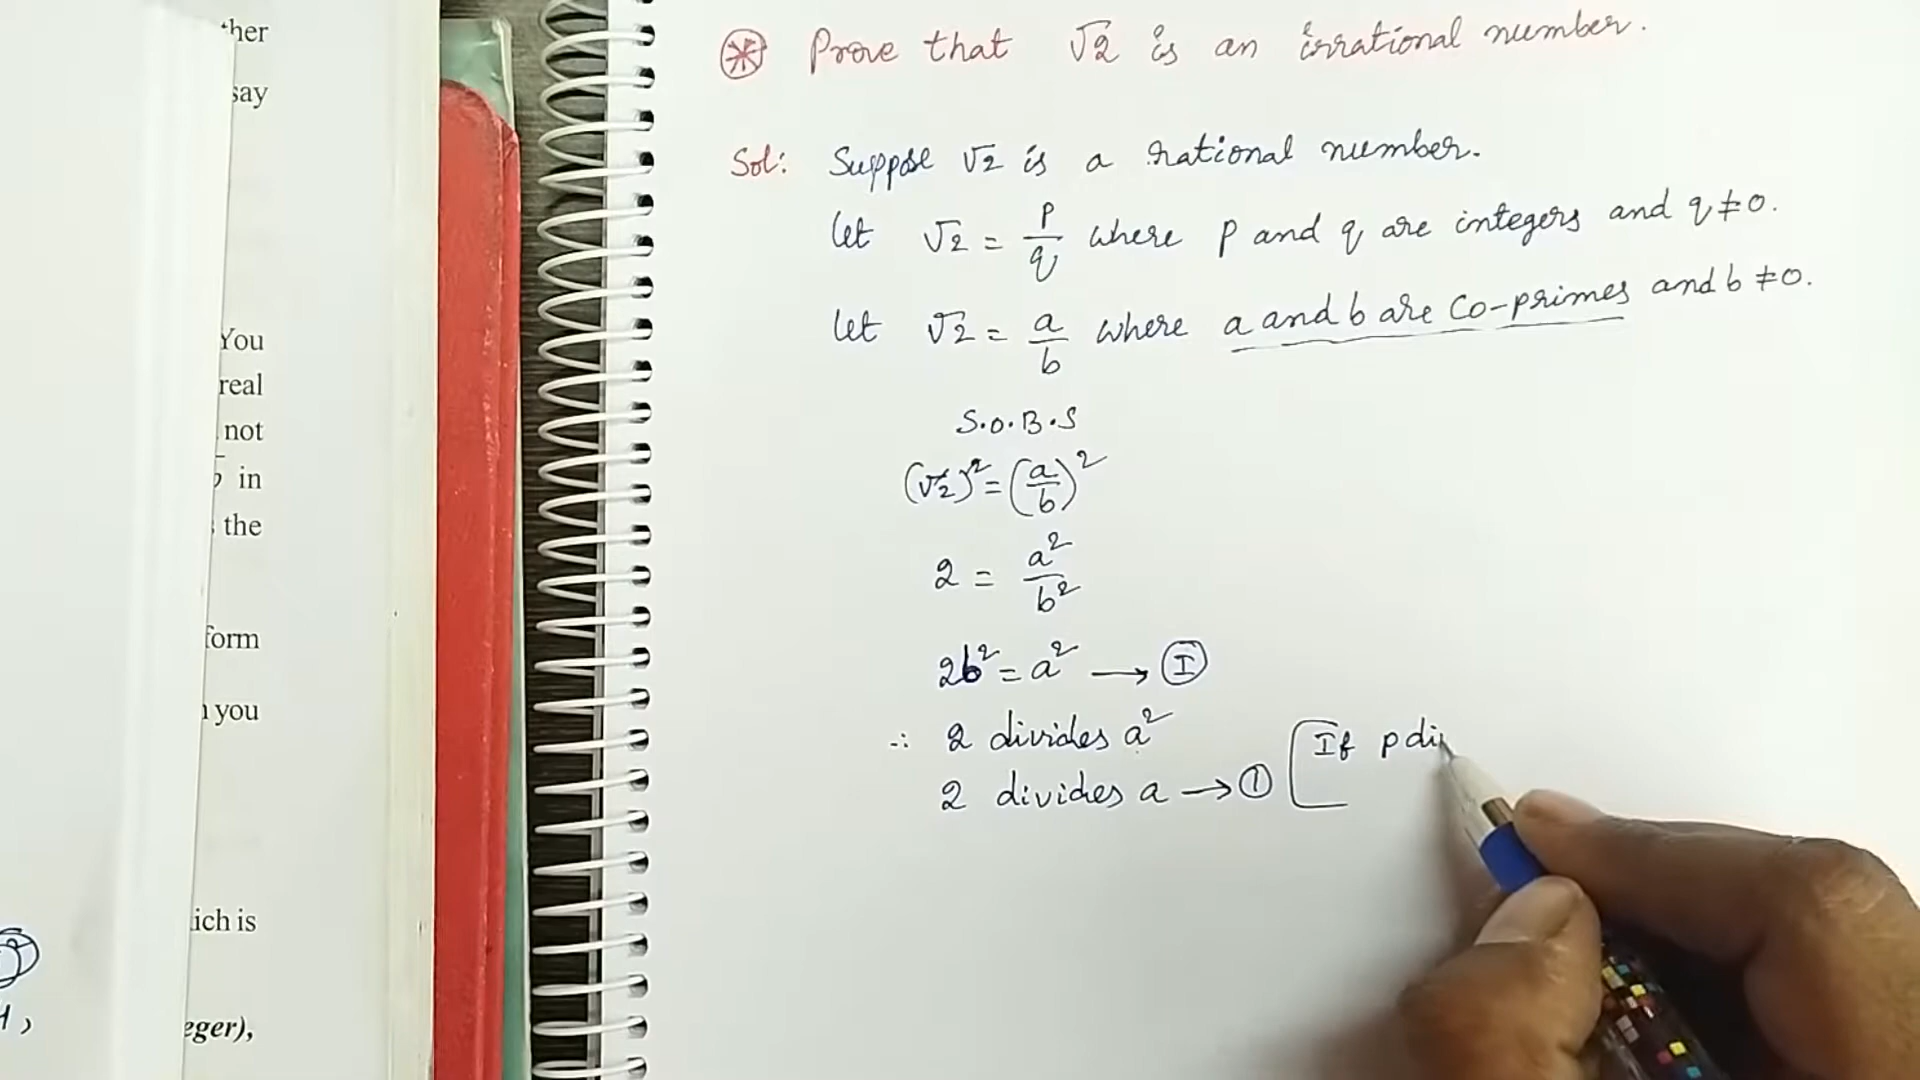 ther
say
You
real
not
in
the
form
you
ich is
eger),
Prove that √2 is an irrational number.
Sol: Suppose √2 is a rational number.
Let √2 = p/q where p and q are integers and q≠0.
Let √2 = a/b where a and b are Co-primes and b≠0.
S.O.B.S
(√2)² = (a/b)²
2 = a²/b²
2b² = a² → Ⓘ
∴ 2 divides a²
2 divides a → ① [If p di